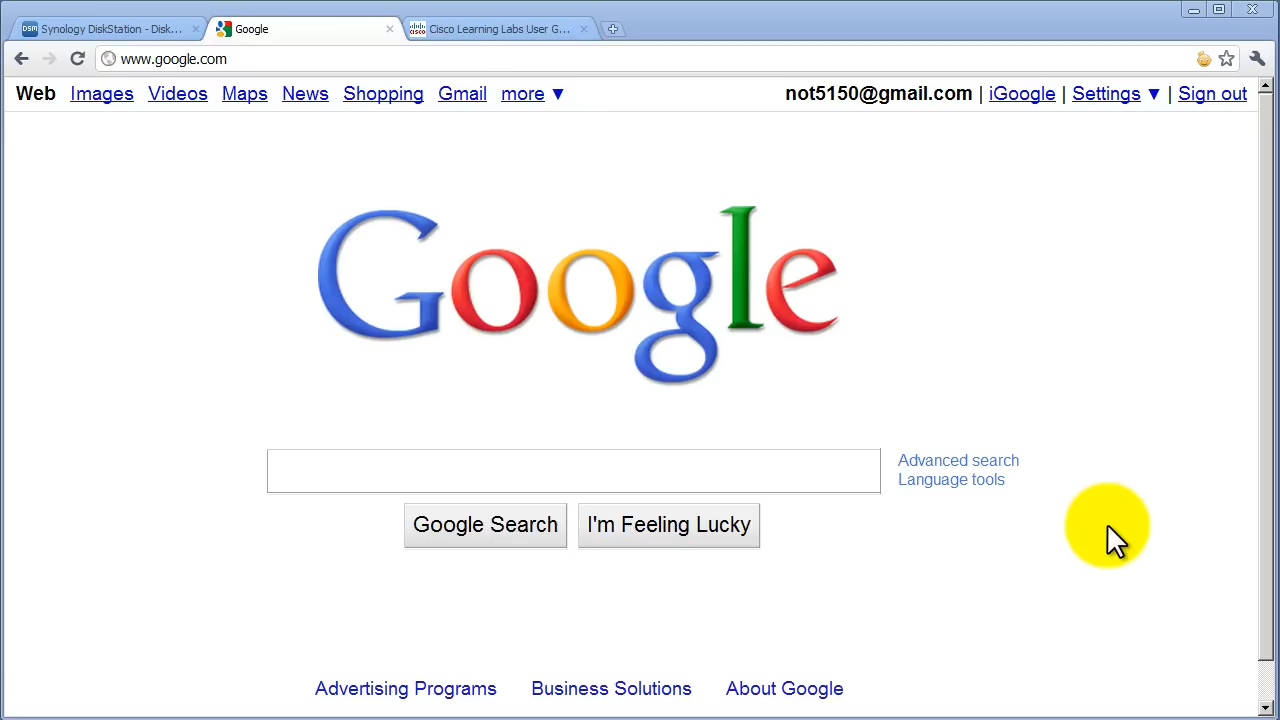 DSM Synology DiskStation - Disk... Google Cisco Learning Labs User G...
www.google.com
Web Images Videos Maps News Shopping Gmail more ▼ not5150@gmail.com | iGoogle | Settings ▼ | Sign out
Google
Advanced search
Language tools
Google Search I'm Feeling Lucky
Advertising Programs Business Solutions About Google